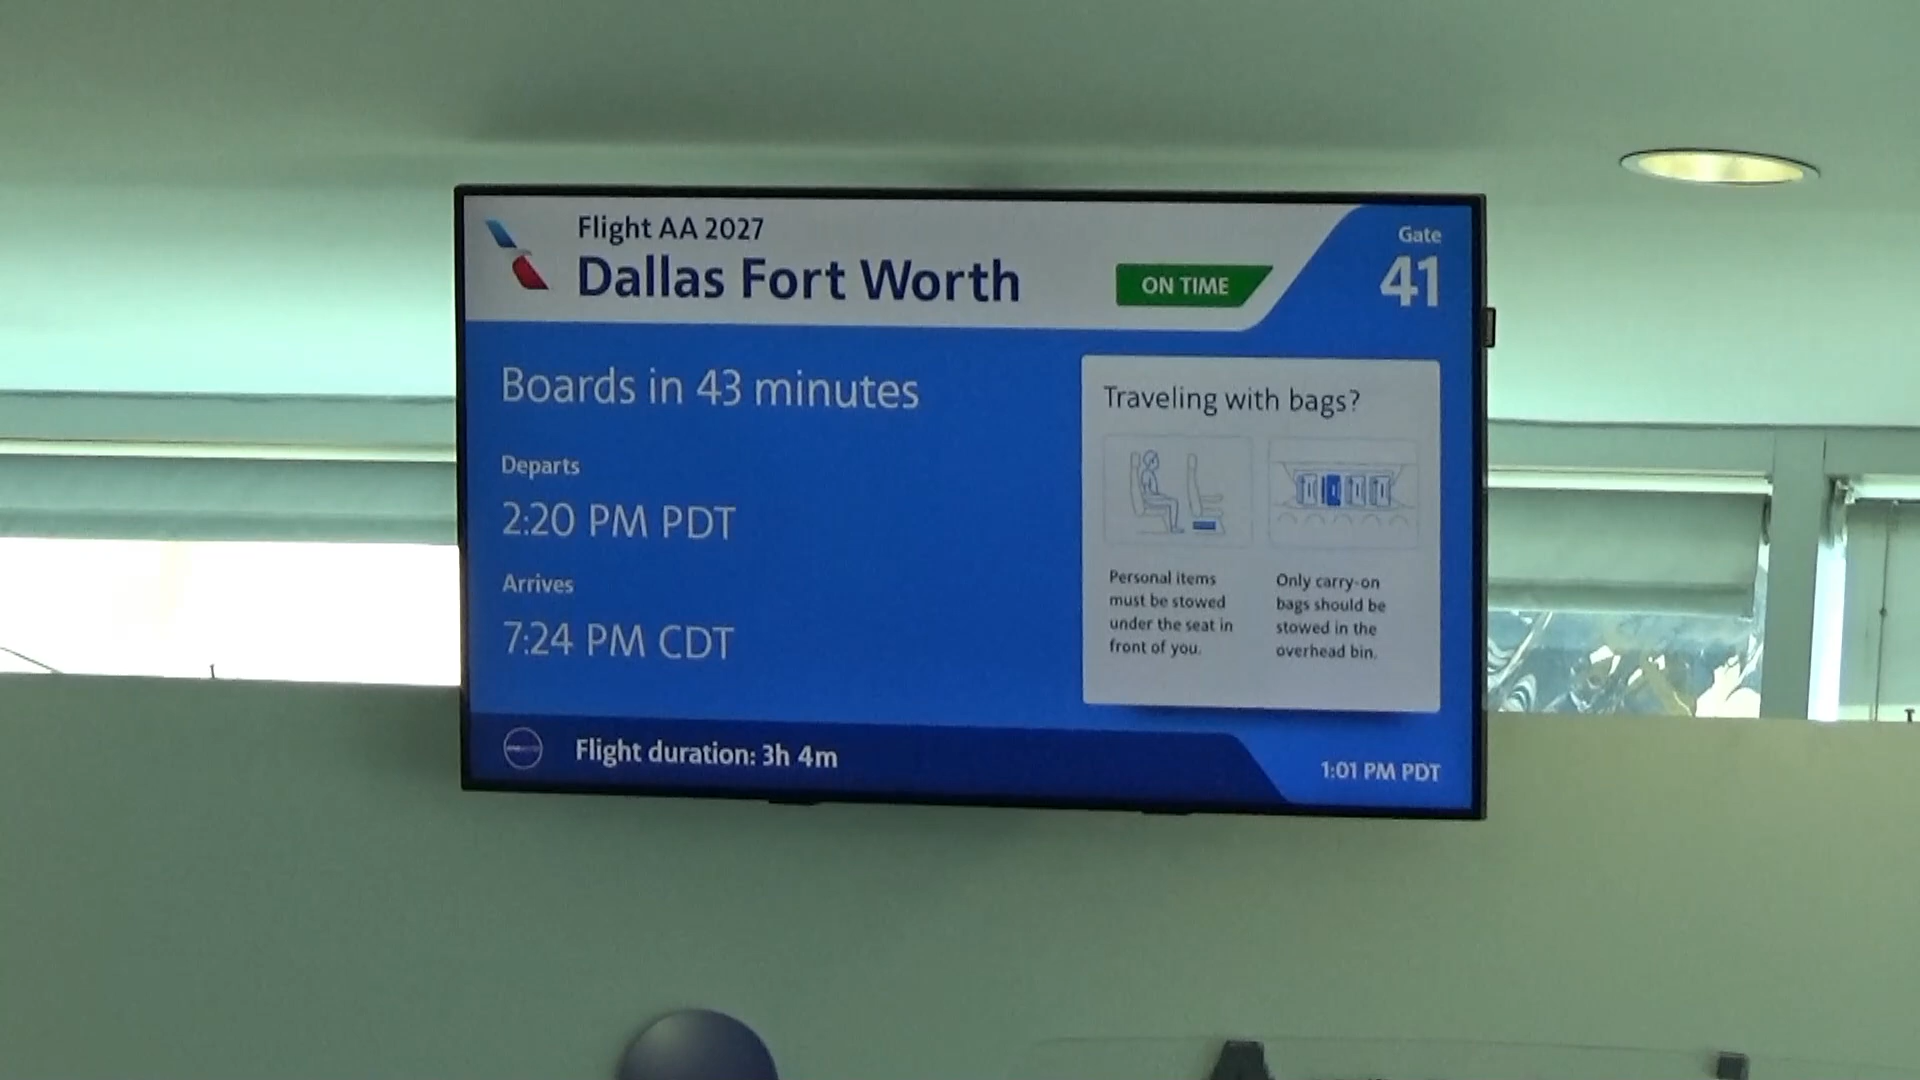 Flight AA 2027
Dallas Fort Worth
ON TIME
Gate
41
Boards in 43 minutes
Departs
2:20 PM PDT
Arrives
7:24 PM CDT
Traveling with bags?
Personal items
must be stowed
under the seat in
front of you.
Only carry-on
bags should be
stowed in the
overhead bin.
Flight duration: 3h 4m
1:01 PM PDT